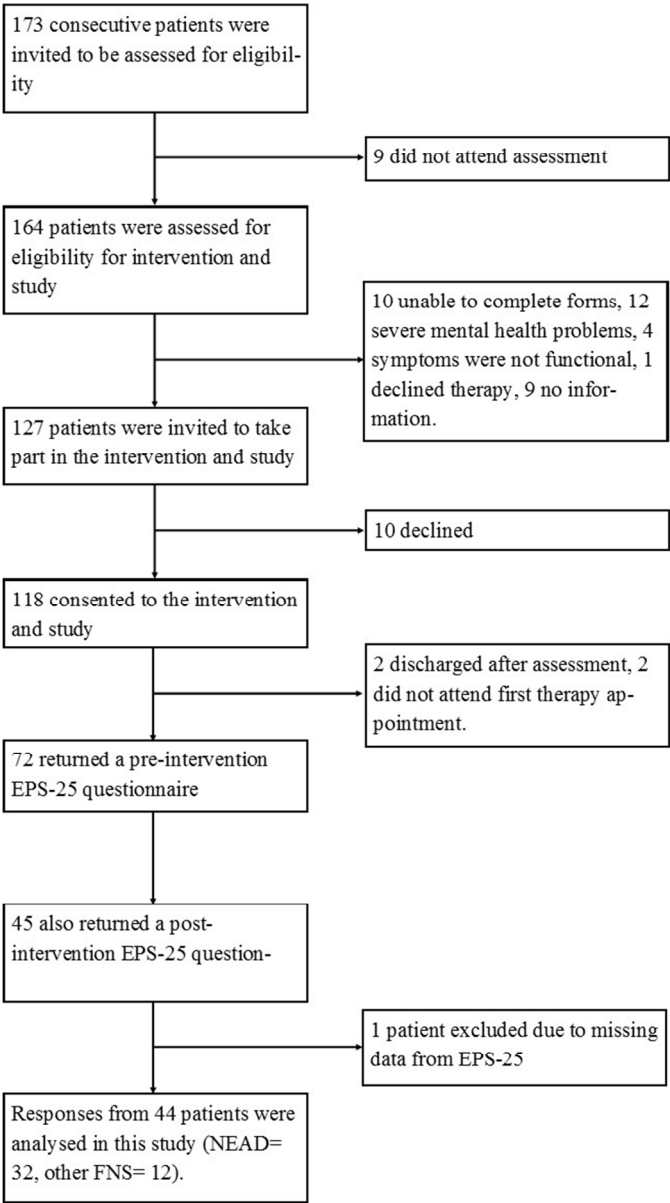 173 consecutive patients were
invited to be assessed for eligibil-
ity
9 did not attend assessment
164 patients were assessed for
eligibility for intervention and
study
10 unable to complete forms, 12
severe mental health problems, 4
symptoms were not functional, 1
declined therapy, 9 no infor-
mation.
127 patients were invited to take
part in the intervention and study
10 declined
118 consented to the intervention
and study
2 discharged after assessment, 2
did not attend first therapy ap-
pointment.
72 returned a pre-intervention
EPS-25 questionnaire
45 also returned a post-
intervention EPS-25 question-
1 patient excluded due to missing
data from EPS-25
Responses from 44 patients were
analysed in this study (NEAD=
32, other FNS= 12).